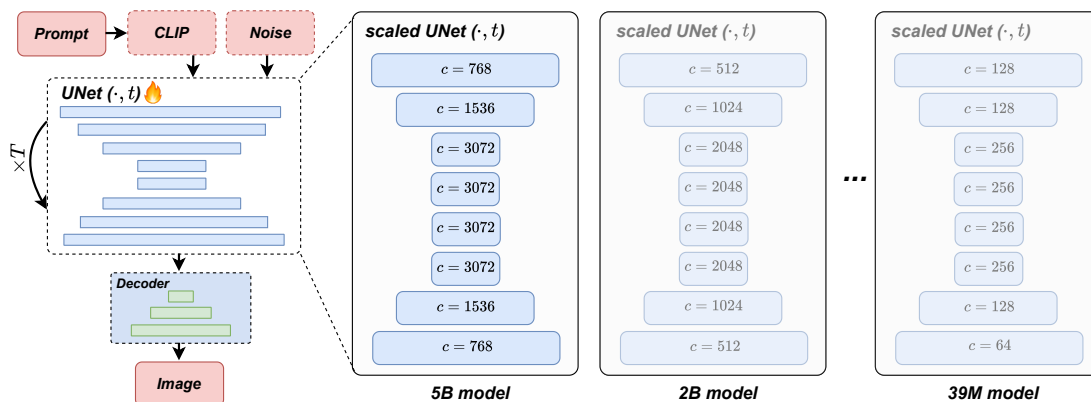 Prompt
CLIP
Noise
UNet (·, t)
×T
Decoder
Image
scaled UNet (·, t)
c = 768
c = 1536
c = 3072
c = 3072
c = 3072
c = 3072
c = 1536
c = 768
5B model
scaled UNet (·, t)
c = 512
c = 1024
c = 2048
c = 2048
c = 2048
c = 2048
c = 1024
c = 512
2B model
...
scaled UNet (·, t)
c = 128
c = 128
c = 256
c = 256
c = 256
c = 256
c = 128
c = 64
39M model